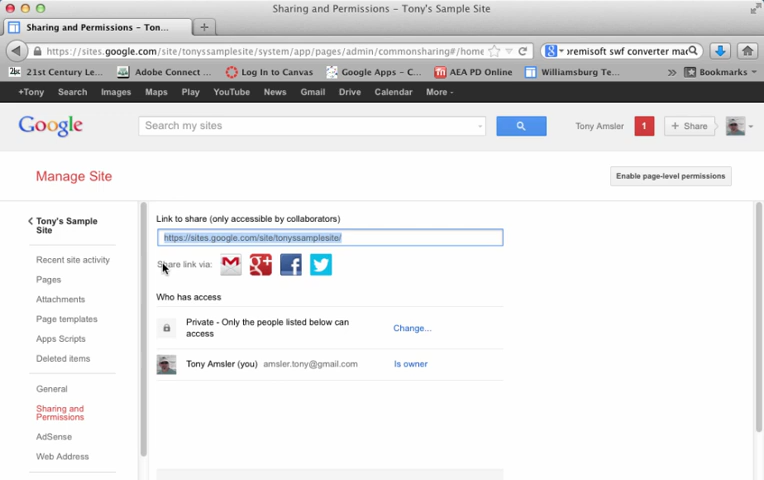 Sharing and Permissions – Tony's Sample Site
Sharing and Permissions – Ton...
https://sites.google.com/site/tonyssamplesite/system/app/pages/admin/commonsharing#/home
premisoft swf converter mac
21st Century Le...
Adobe Connect ...
Log In to Canvas
Google Apps – C...
AEA PD Online
Williamsburg Te...
Bookmarks
+Tony Search Images Maps Play YouTube News Gmail Drive Calendar More
Google
Search my sites
Tony Amsler
1
+ Share
Manage Site
Enable page-level permissions
Tony's Sample
Site
Recent site activity
Pages
Attachments
Page templates
Apps Scripts
Deleted items
General
Sharing and
Permissions
AdSense
Web Address
Link to share (only accessible by collaborators)
https://sites.google.com/site/tonyssamplesite/
Share link via:
Who has access
Private - Only the people listed below can
access
Change...
Tony Amsler (you) amsler.tony@gmail.com
Is owner